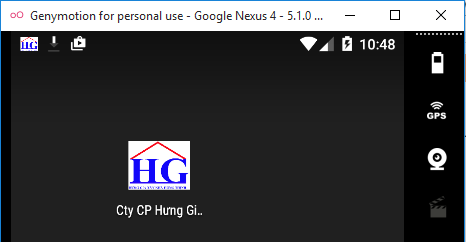 Genymotion for personal use - Google Nexus 4 - 5.1.0 ...
HG
10:48
GPS
HG
Cty CP Hưng Gi..